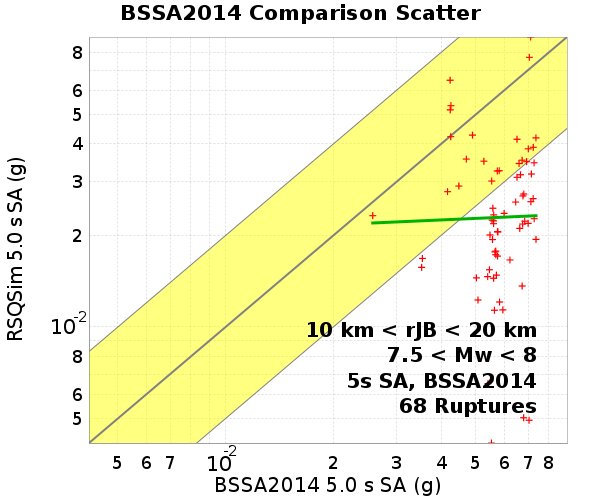 BSSA2014 Comparison Scatter
RSQSim 5.0 s SA (g)
8
6
5
4
3
2
10-2
8
6
5
10 km < rJB < 20 km
7.5 < Mw < 8
5s SA, BSSA2014
68 Ruptures
5 6 7 10-2 2 3 4 5 6 7 8
BSSA2014 5.0 s SA (g)